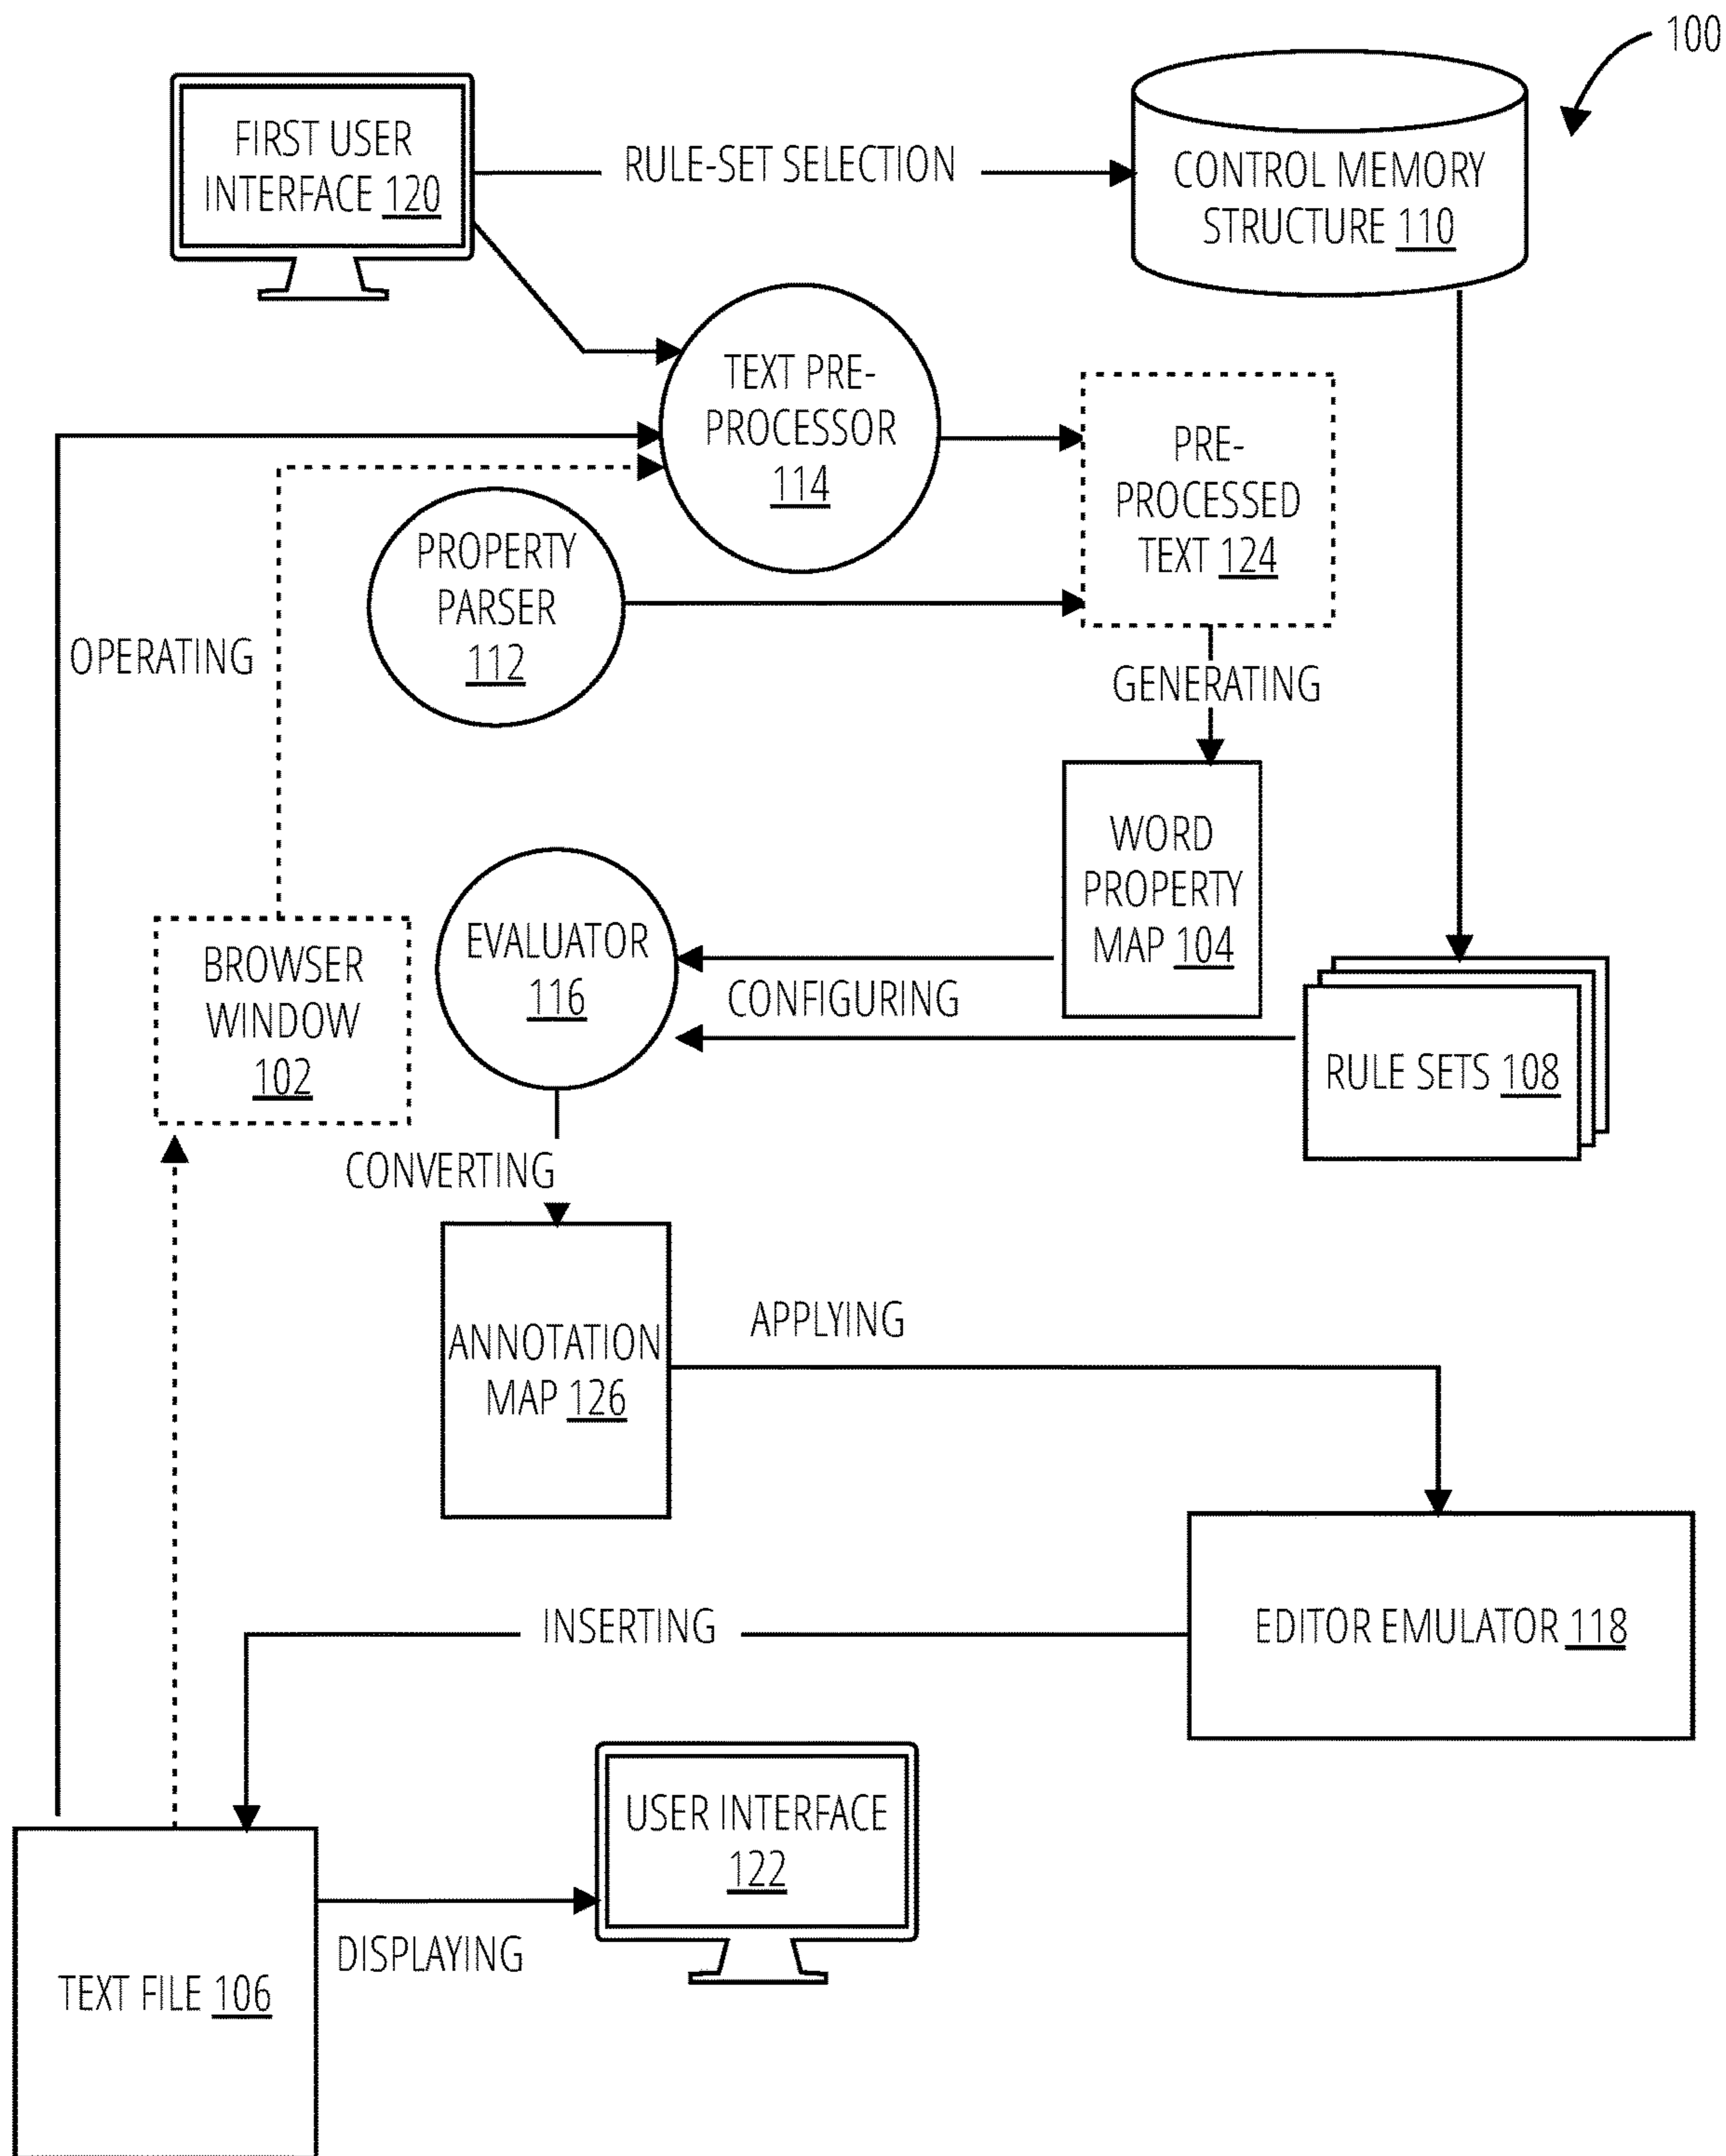 100
FIRST USER
INTERFACE 120
RULE-SET SELECTION
CONTROL MEMORY
STRUCTURE 110
TEXT PRE-
PROCESSOR
114
PRE-
PROCESSED
TEXT 124
PROPERTY
PARSER
112
OPERATING
GENERATING
WORD
PROPERTY
MAP 104
EVALUATOR
116
BROWSER
WINDOW
102
CONFIGURING
RULE SETS 108
CONVERTING
ANNOTATION
MAP 126
APPLYING
INSERTING
EDITOR EMULATOR 118
USER INTERFACE
122
DISPLAYING
TEXT FILE 106